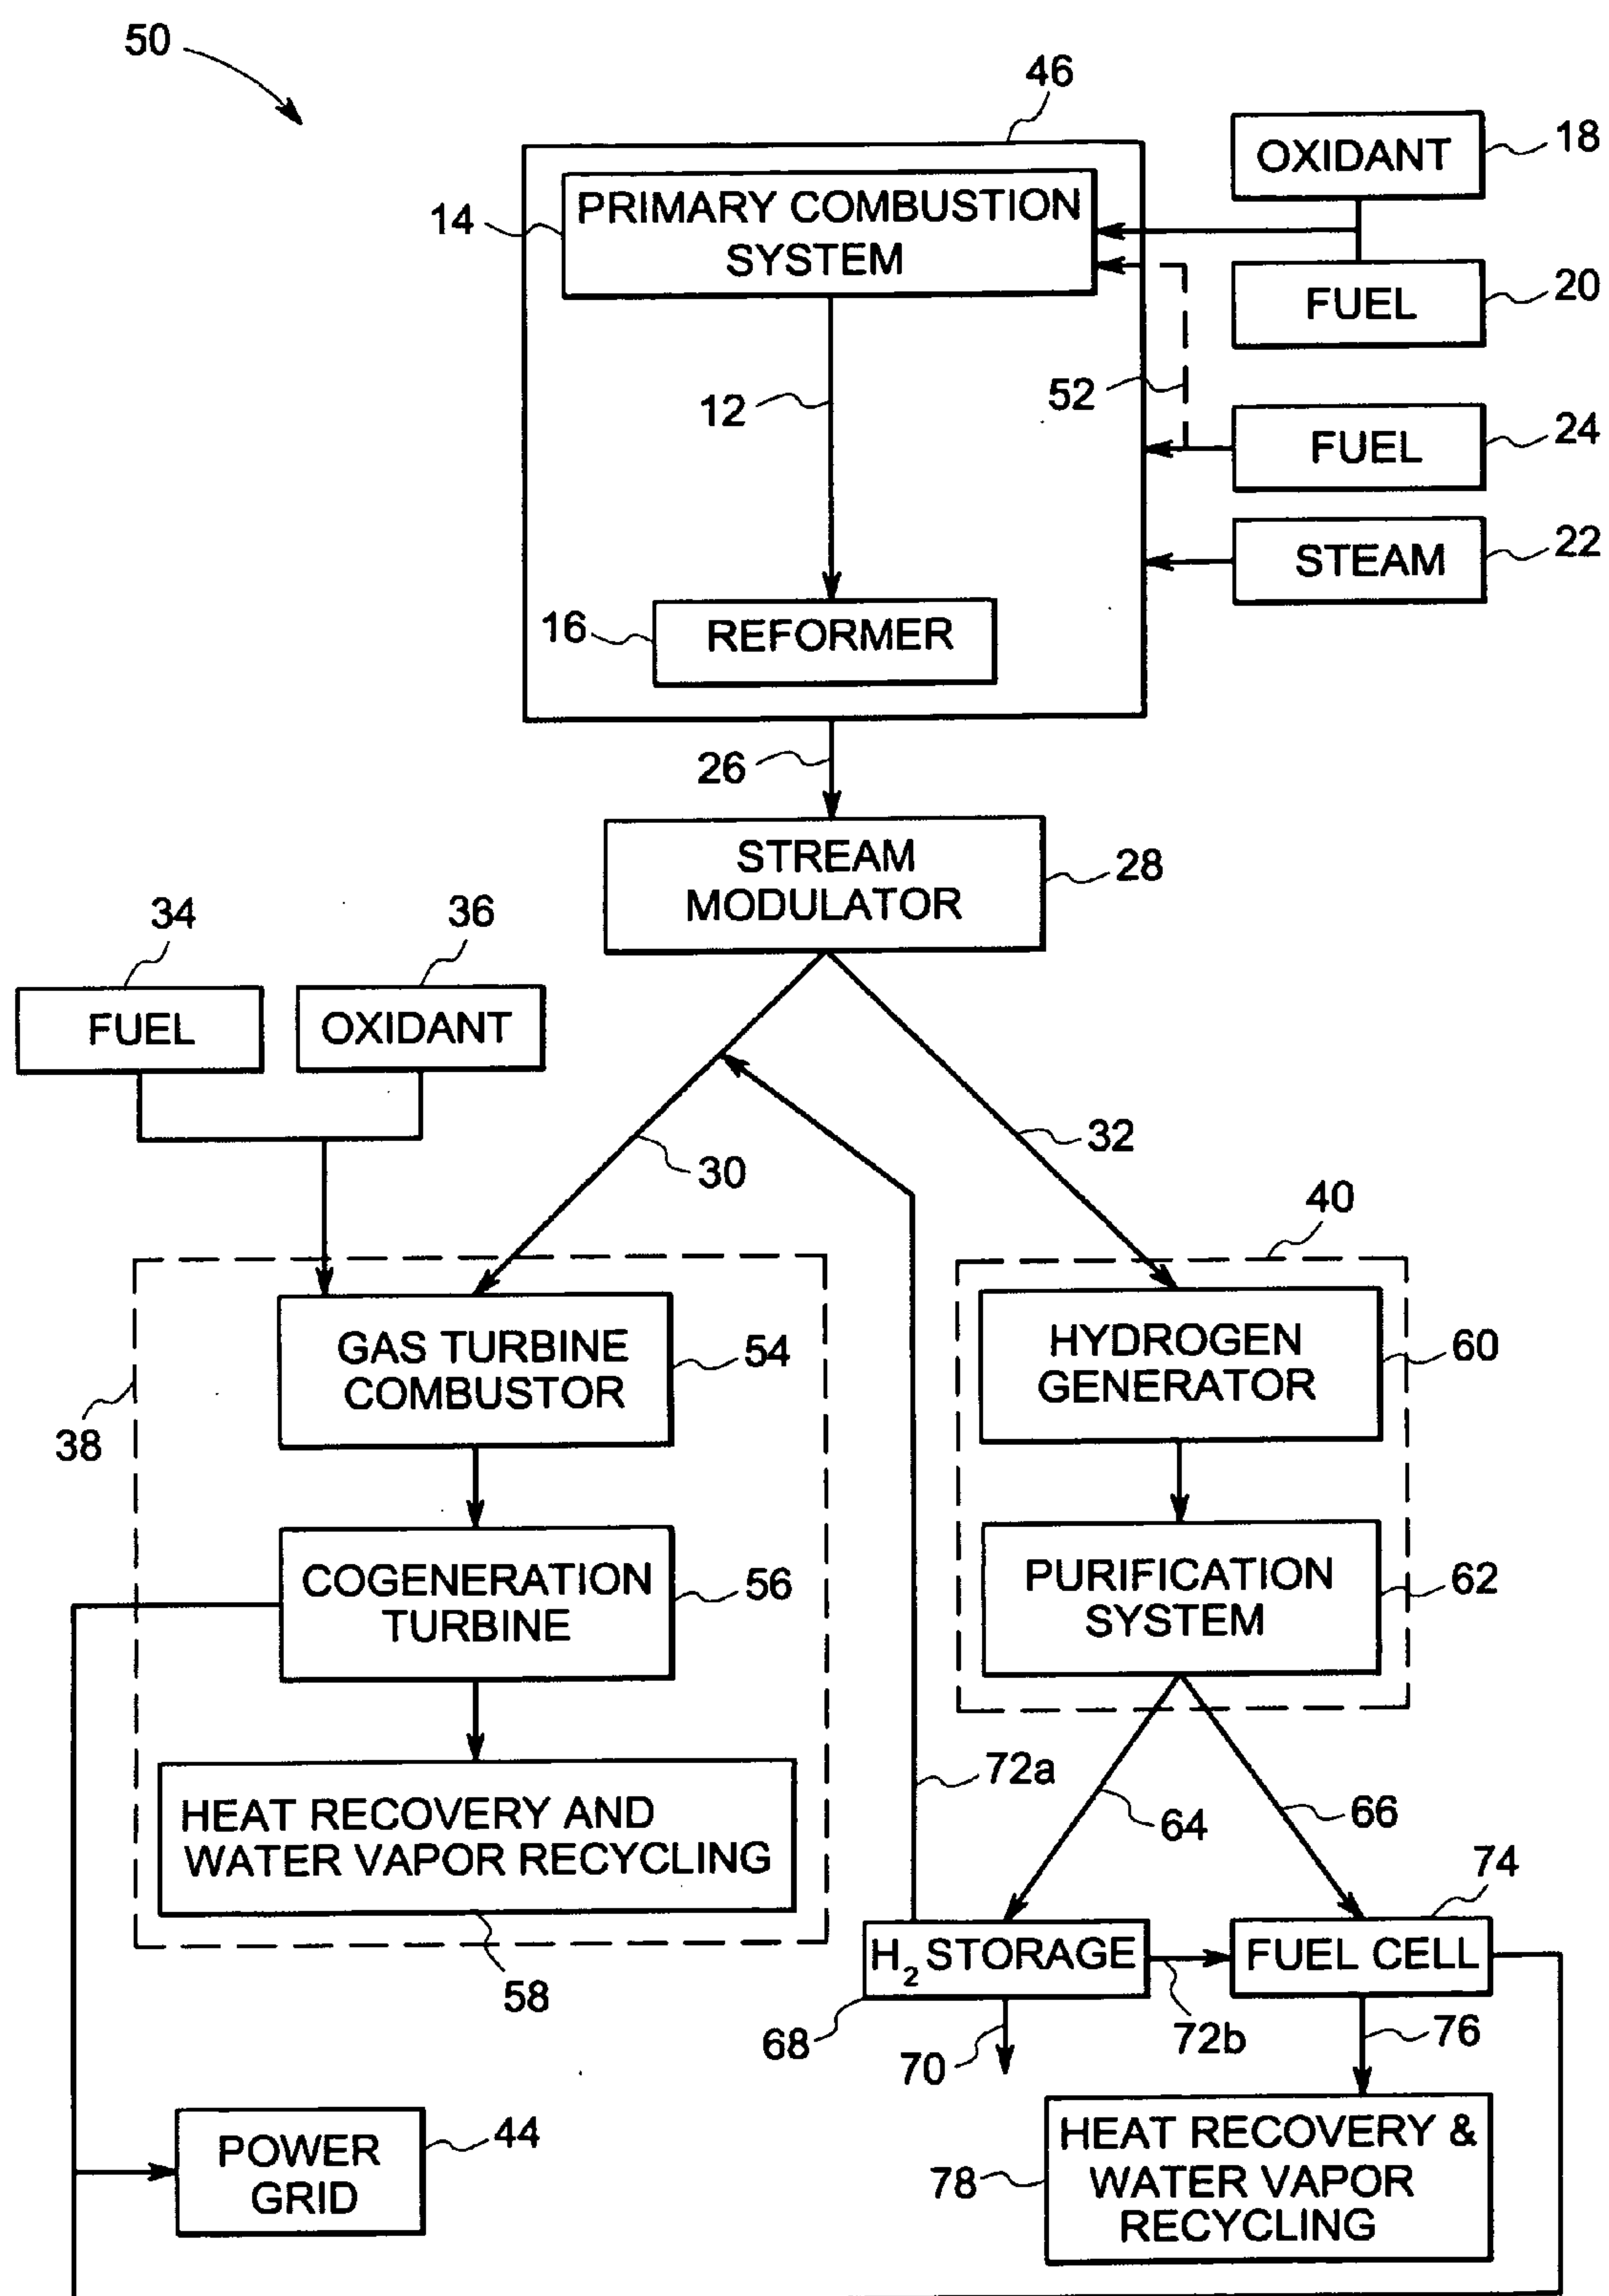 50
46
OXIDANT
18
14
PRIMARY COMBUSTION
SYSTEM
FUEL
20
12
52
FUEL
24
STEAM
22
16
REFORMER
26
STREAM
MODULATOR
28
34
36
FUEL
OXIDANT
30
32
40
38
GAS TURBINE
COMBUSTOR
54
HYDROGEN
GENERATOR
60
COGENERATION
TURBINE
56
PURIFICATION
SYSTEM
62
HEAT RECOVERY AND
WATER VAPOR RECYCLING
58
72a
64
66
74
H2 STORAGE
FUEL CELL
68
70
72b
76
POWER
GRID
44
78
HEAT RECOVERY &
WATER VAPOR
RECYCLING